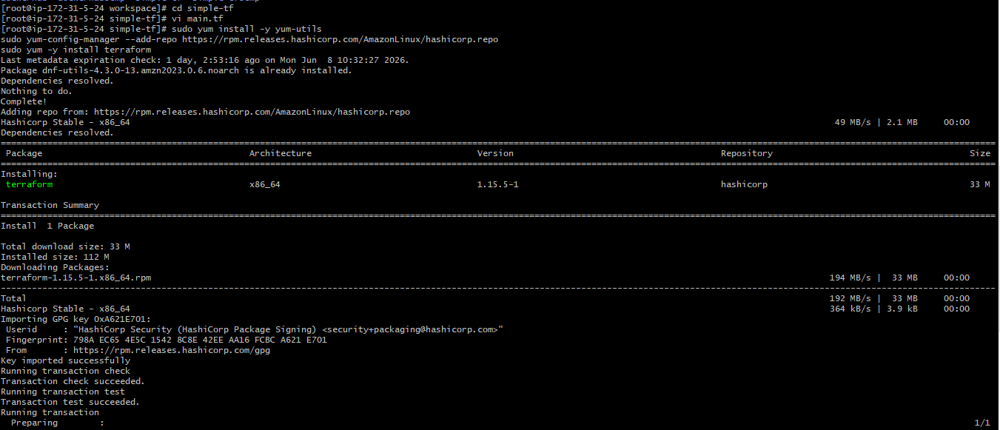 [root@ip-172-31-5-24 workspace]# cd simple-tf
[root@ip-172-31-5-24 simple-tf]# vi main.tf
[root@ip-172-31-5-24 simple-tf]# sudo yum install -y yum-utils
sudo yum-config-manager --add-repo https://rpm.releases.hashicorp.com/AmazonLinux/hashicorp.repo
sudo yum -y install terraform
Last metadata expiration check: 1 day, 2:53:16 ago on Mon Jun  8 10:32:27 2026.
Package dnf-utils-4.3.0-13.amzn2023.0.6.noarch is already installed.
Dependencies resolved.
Nothing to do.
Complete!
Adding repo from: https://rpm.releases.hashicorp.com/AmazonLinux/hashicorp.repo
Hashicorp Stable - x86_64 49 MB/s | 2.1 MB 00:00
Dependencies resolved.
Package Architecture Version Repository Size
Installing:
terraform x86_64 1.15.5-1 hashicorp 33 M
Transaction Summary
Install  1 Package
Total download size: 33 M
Installed size: 112 M
Downloading Packages:
terraform-1.15.5-1.x86_64.rpm 194 MB/s |  33 MB 00:00
Total 192 MB/s |  33 MB 00:00
Hashicorp Stable - x86_64 364 kB/s | 3.9 kB 00:00
Importing GPG key 0xA621E701:
Userid     : "HashiCorp Security (HashiCorp Package Signing) <security+packaging@hashicorp.com>"
Fingerprint: 798A EC65 4E5C 1542 8C8E 42EE AA16 FCBC A621 E701
From       : https://rpm.releases.hashicorp.com/gpg
Key imported successfully
Running transaction check
Transaction check succeeded.
Running transaction test
Transaction test succeeded.
Running transaction
Preparing        : 1/1